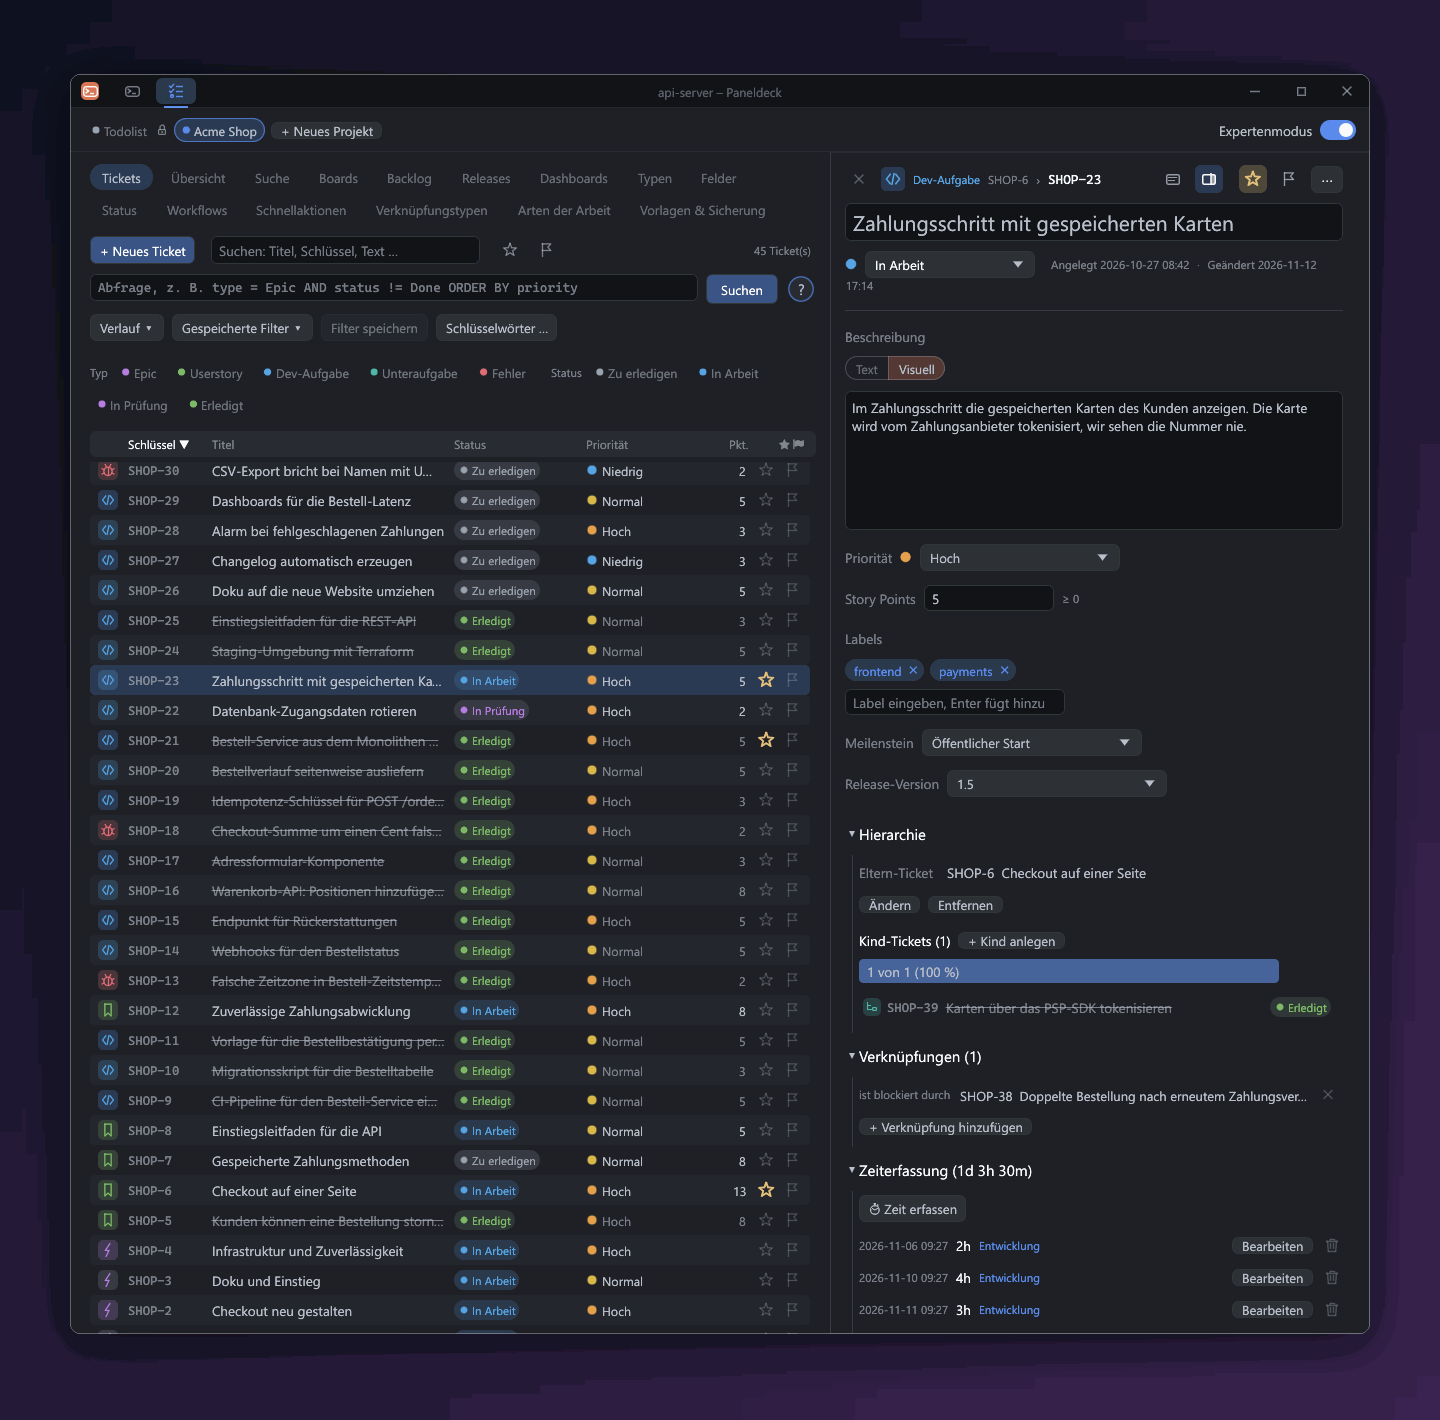 api-server – Paneldeck
Todolist
Acme Shop
+ Neues Projekt
Expertenmodus
Tickets Übersicht Suche Boards Backlog Releases Dashboards Typen Felder
Status Workflows Schnellaktionen Verknüpfungstypen Arten der Arbeit Vorlagen & Sicherung
+ Neues Ticket
Suchen: Titel, Schlüssel, Text ...
45 Ticket(s)
Abfrage, z. B. type = Epic AND status != Done ORDER BY priority
Suchen
?
Verlauf ▾
Gespeicherte Filter ▾
Filter speichern
Schlüsselwörter ...
Typ Epic Userstory Dev-Aufgabe Unteraufgabe Fehler Status Zu erledigen In Arbeit
In Prüfung Erledigt
Schlüssel ▼ Titel Status Priorität Pkt.
SHOP-30 CSV-Export bricht bei Namen mit U... Zu erledigen Niedrig 2
SHOP-29 Dashboards für die Bestell-Latenz Zu erledigen Normal 5
SHOP-28 Alarm bei fehlgeschlagenen Zahlungen Zu erledigen Hoch 3
SHOP-27 Changelog automatisch erzeugen Zu erledigen Niedrig 3
SHOP-26 Doku auf die neue Website umziehen Zu erledigen Normal 5
SHOP-25 Einstiegsleitfaden für die REST-API Erledigt Normal 3
SHOP-24 Staging-Umgebung mit Terraform Erledigt Normal 5
SHOP-23 Zahlungsschritt mit gespeicherten Ka... In Arbeit Hoch 5
SHOP-22 Datenbank-Zugangsdaten rotieren In Prüfung Hoch 2
SHOP-21 Bestell-Service aus dem Monolithen ... Erledigt Hoch 5
SHOP-20 Bestellverlauf seitenweise ausliefern Erledigt Normal 5
SHOP-19 Idempotenz-Schlüssel für POST /orde... Erledigt Hoch 3
SHOP-18 Checkout-Summe um einen Cent fals... Erledigt Hoch 2
SHOP-17 Adressformular-Komponente Erledigt Normal 3
SHOP-16 Warenkorb-API: Positionen hinzufüge... Erledigt Normal 8
SHOP-15 Endpunkt für Rückerstattungen Erledigt Hoch 5
SHOP-14 Webhooks für den Bestellstatus Erledigt Normal 5
SHOP-13 Falsche Zeitzone in Bestell-Zeitstemp... Erledigt Normal 2
SHOP-12 Zuverlässige Zahlungsabwicklung In Arbeit Hoch 8
SHOP-11 Vorlage für die Bestellbestätigung per... Erledigt Normal 5
SHOP-10 Migrationsskript für die Bestelltabelle Erledigt Normal 3
SHOP-9 CI-Pipeline für den Bestell-Service ei... Erledigt Normal 5
SHOP-8 Einstiegsleitfaden für die API In Arbeit Normal 5
SHOP-7 Gespeicherte Zahlungsmethoden Zu erledigen Normal 8
SHOP-6 Checkout auf einer Seite In Arbeit Hoch 13
SHOP-5 Kunden können eine Bestellung storn... Erledigt Hoch 8
SHOP-4 Infrastruktur und Zuverlässigkeit In Arbeit Hoch
SHOP-3 Doku und Einstieg In Arbeit Normal
SHOP-2 Checkout neu gestalten In Arbeit Hoch
Dev-Aufgabe SHOP-6 › SHOP-23
...
Zahlungsschritt mit gespeicherten Karten
In Arbeit ▼ Angelegt 2026-10-27 08:42 · Geändert 2026-11-12
17:14
Beschreibung
Text Visuell
Im Zahlungsschritt die gespeicherten Karten des Kunden anzeigen. Die Karte
wird vom Zahlungsanbieter tokenisiert, wir sehen die Nummer nie.
Priorität Hoch ▼
Story Points 5 ≥ 0
Labels
frontend ✕ payments ✕
Label eingeben, Enter fügt hinzu
Meilenstein Öffentlicher Start ▼
Release-Version 1.5 ▼
▾ Hierarchie
Eltern-Ticket SHOP-6 Checkout auf einer Seite
Ändern Entfernen
Kind-Tickets (1) + Kind anlegen
1 von 1 (100 %)
SHOP-39 Karten über das PSP-SDK tokenisieren Erledigt
▾ Verknüpfungen (1)
ist blockiert durch SHOP-38 Doppelte Bestellung nach erneutem Zahlungsver...
+ Verknüpfung hinzufügen
▾ Zeiterfassung (1d 3h 30m)
Zeit erfassen
2026-11-06 09:27 2h Entwicklung Bearbeiten
2026-11-10 09:27 4h Entwicklung Bearbeiten
2026-11-11 09:27 3h Entwicklung Bearbeiten